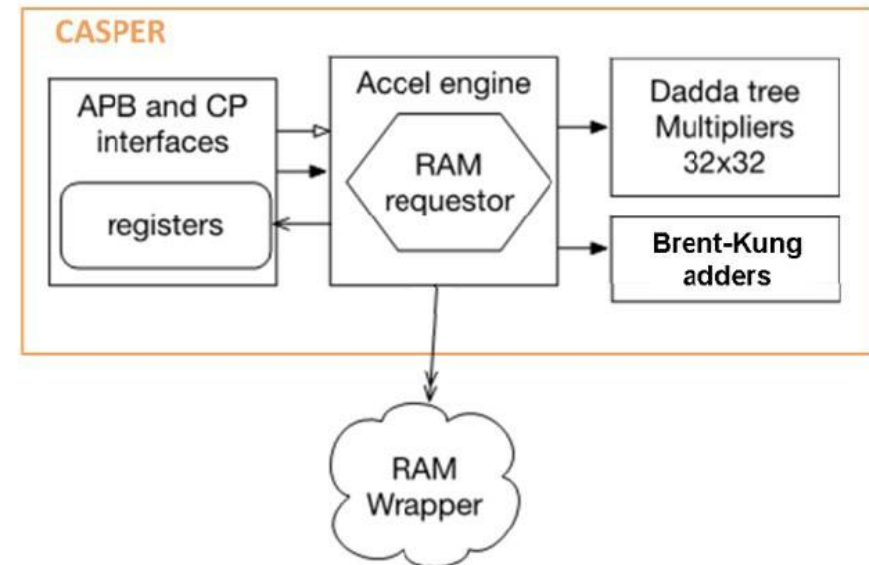 CASPER
APB and CP
interfaces
registers
Accel engine
RAM
requestor
Dadda tree
Multipliers
32x32
Brent-Kung
adders
RAM
Wrapper